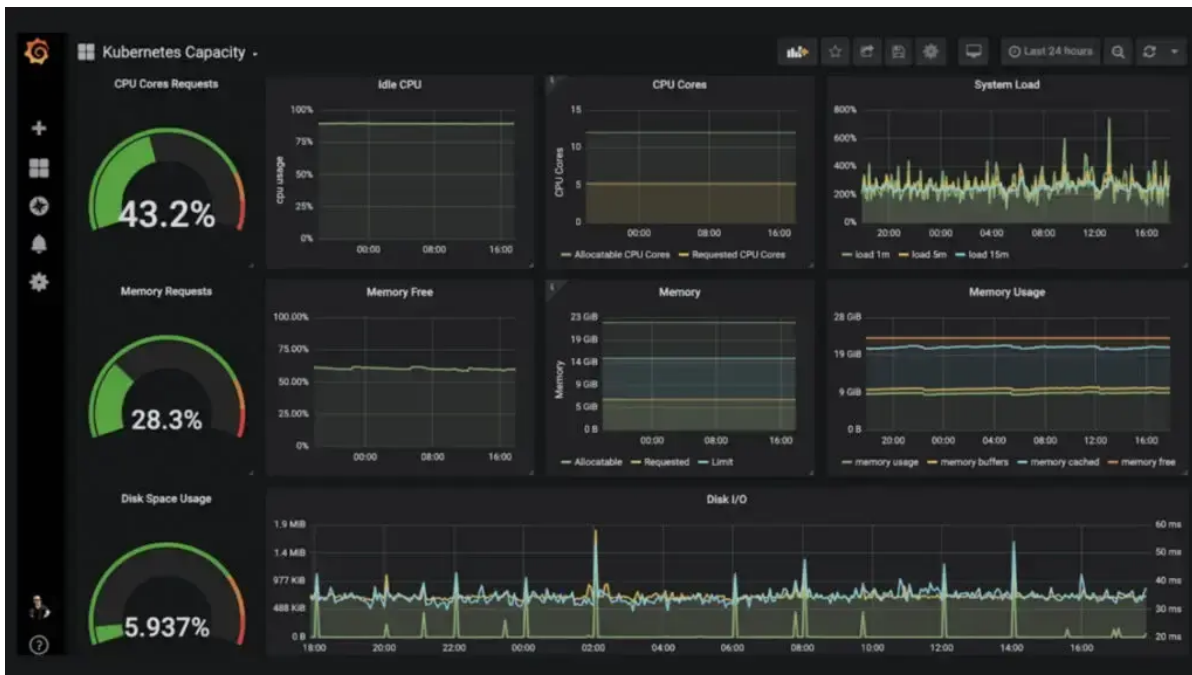 Kubernetes Capacity
Last 24 hours
CPU Cores Requests
43.2%
Idle CPU
cpu usage
100%
75%
50%
25%
0%
00:00 08:00 16:00
CPU Cores
CPU Cores
15
10
5
0
00:00 08:00 16:00
Allocatable CPU Cores Requested CPU Cores
System Load
800%
600%
400%
200%
0%
20:00 00:00 04:00 08:00 12:00 16:00
load 1m load 5m load 15m
Memory Requests
28.3%
Memory Free
100.00%
75.00%
50.00%
25.00%
0%
00:00 08:00 16:00
Memory
Memory
23 GiB
19 GiB
14 GiB
9 GiB
5 GiB
0 B
00:00 08:00 16:00
Allocatable Requested Limit
Memory Usage
28 GiB
19 GiB
9 GiB
0 B
20:00 00:00 04:00 08:00 12:00 16:00
memory usage memory buffers memory cached memory free
Disk Space Usage
5.937%
Disk I/O
1.9 MiB
1.4 MiB
977 KiB
488 KiB
0 B
60 ms
50 ms
40 ms
30 ms
20 ms
18:00 20:00 22:00 00:00 02:00 04:00 06:00 08:00 10:00 12:00 14:00 16:00